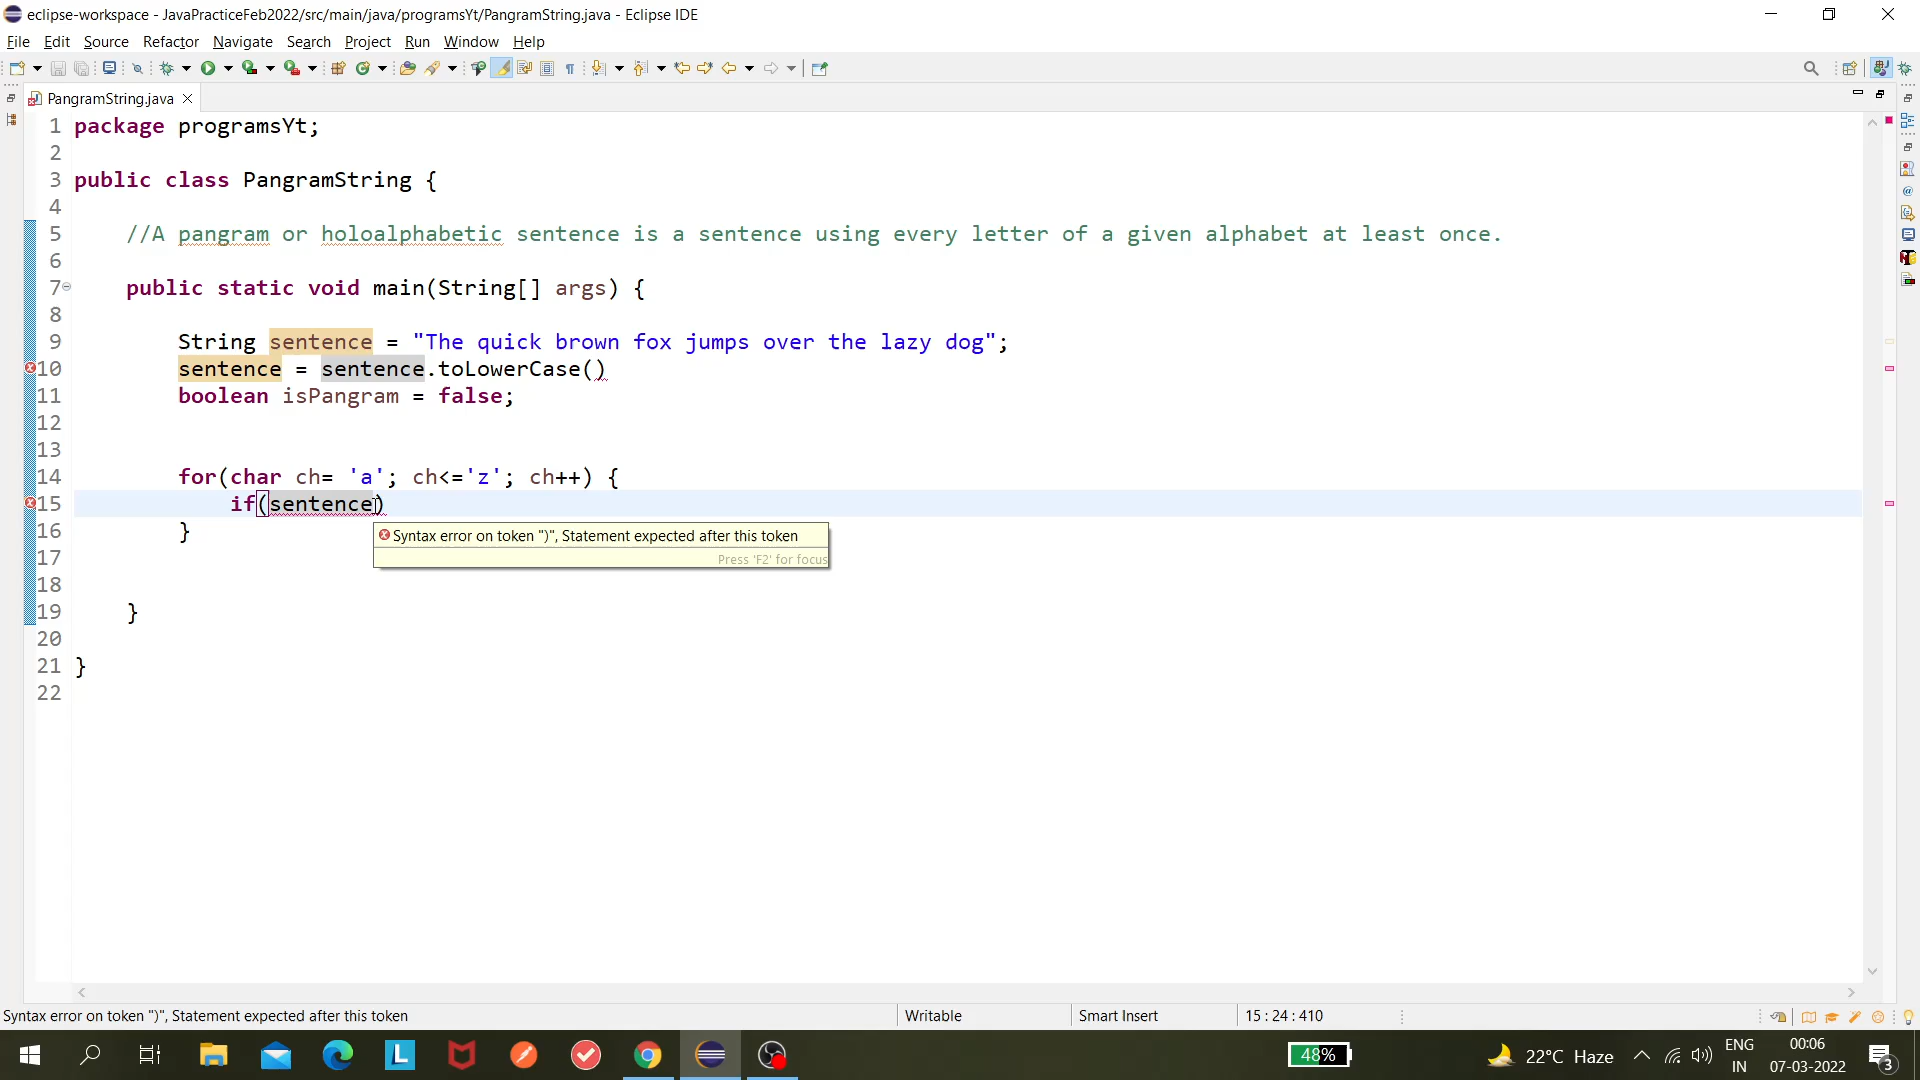 eclipse-workspace - JavaPracticeFeb2022/src/main/java/programsYt/PangramString.java - Eclipse IDE
File Edit Source Refactor Navigate Search Project Run Window Help
PangramString.java
1 package programsYt;
2
3 public class PangramString {
4
5 //A pangram or holoalphabetic sentence is a sentence using every letter of a given alphabet at least once.
6
7 public static void main(String[] args) {
8
9 String sentence = "The quick brown fox jumps over the lazy dog";
10 sentence = sentence.toLowerCase()
11 boolean isPangram = false;
12
13
14 for(char ch= 'a'; ch<='z'; ch++) {
15 if(sentence)
16 }
Syntax error on token ")", Statement expected after this token
Press 'F2' for focus
17
18
19 }
20
21 }
22
Syntax error on token ")", Statement expected after this token Writable Smart Insert 15 : 24 : 410
48% 22°C Haze ENG IN 00:06 07-03-2022 3